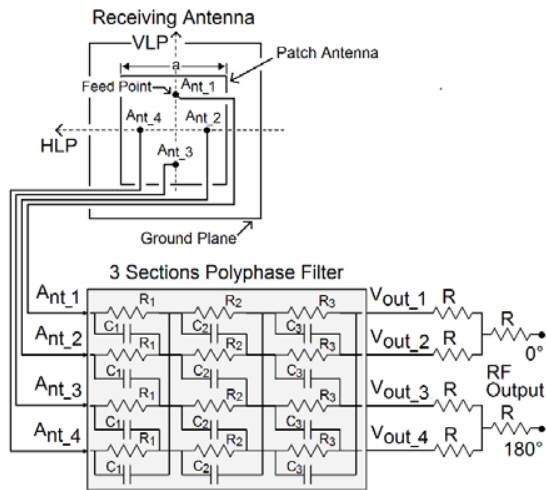 Receiving Antenna
VLP
a
Patch Antenna
Feed Point
Ant_1
Ant_4
Ant_2
HLP
Ant_3
Ground Plane
3 Sections Polyphase Filter
Ant_1
R1
R2
R3
Vout_1
R
C1
C2
C3
R
0°
Ant_2
R1
R2
R3
Vout_2
R
C1
C2
C3
RF
Output
Ant_3
R1
R2
R3
Vout_3
R
C1
C2
C3
R
180°
Ant_4
R1
R2
R3
Vout_4
R
C1
C2
C3